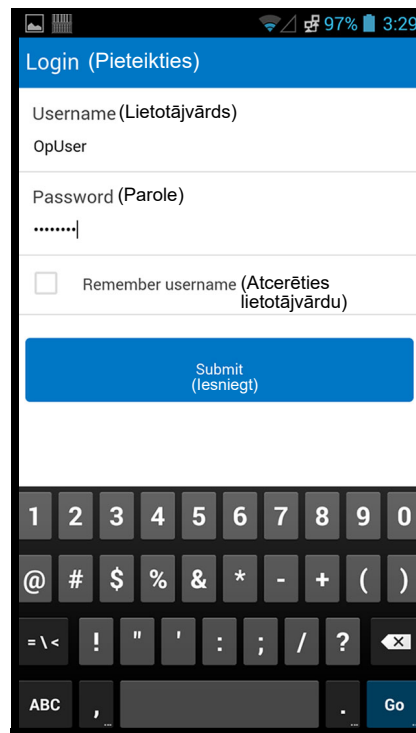 97% 3:29
Login (Pieteikties)
Username (Lietotājvārds)
OpUser
Password (Parole)
••••••••
Remember username (Atcerēties
lietotājvārdu)
Submit
(Iesniegt)
1 2 3 4 5 6 7 8 9 0
@ # $ % & * - + ( )
= \ < ! " ' : ; / ?
ABC , . Go